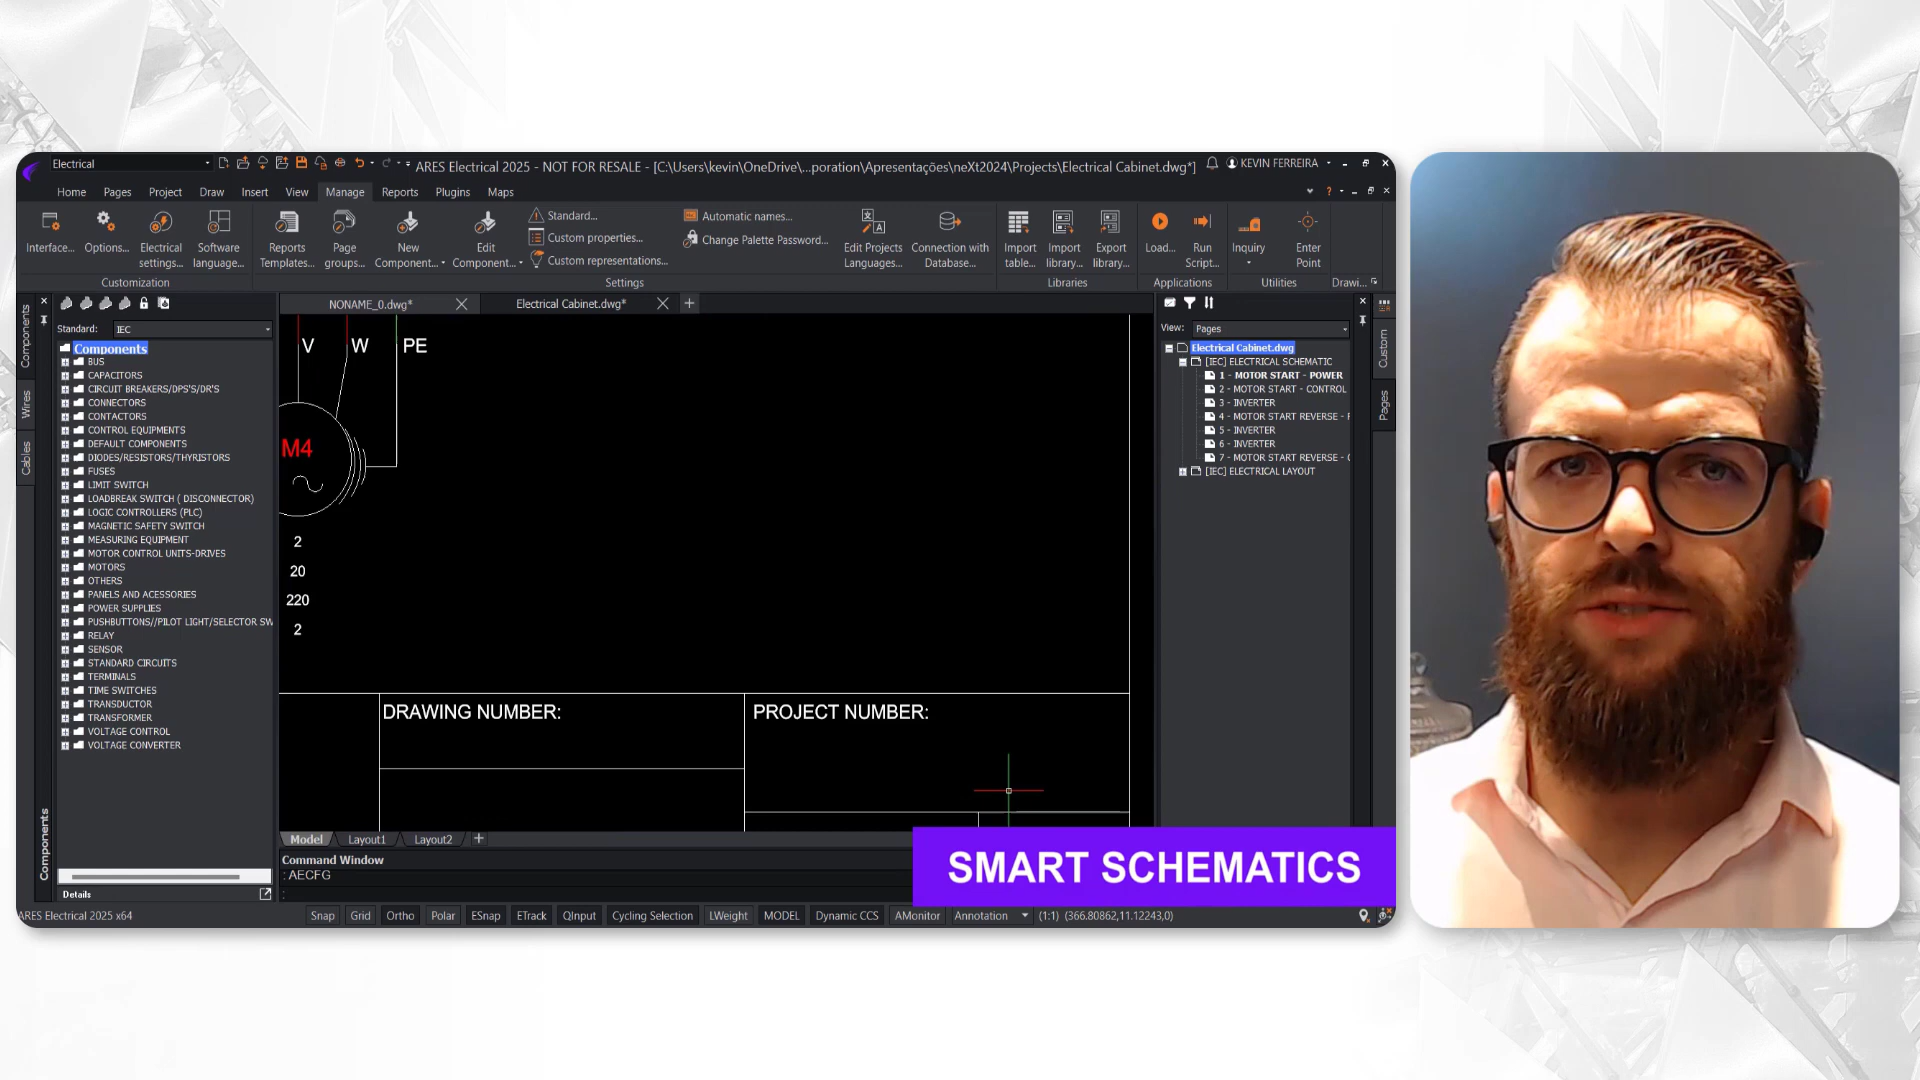 Electrical
ARES Electrical 2025 - NOT FOR RESALE - [C:\Users\kevin\OneDrive\...poration\Apresentações\neXt2024\Projects\Electrical Cabinet.dwg*]
KEVIN FERREIRA
Home Pages Project Draw Insert View Manage Reports Plugins Maps
Interface...
Options...
Electrical
settings...
Software
language...
Customization
Reports
Templates...
Page
groups...
New
Component...
Edit
Component...
Standard...
Custom properties...
Custom representations...
Automatic names...
Change Palette Password...
Edit Projects
Languages...
Connection with
Database...
Settings
Import
table...
Import
library...
Export
library...
Libraries
Load...
Run
Script...
Applications
Inquiry
Enter
Point
Utilities
Drawi...
Components
Wires
Cables
Components
Standard: IEC
Components
BUS
CAPACITORS
CIRCUIT BREAKERS/DPS'S/DR'S
CONNECTORS
CONTACTORS
CONTROL EQUIPMENTS
DEFAULT COMPONENTS
DIODES/RESISTORS/THYRISTORS
FUSES
LIMIT SWITCH
LOADBREAK SWITCH ( DISCONNECTOR)
LOGIC CONTROLLERS (PLC)
MAGNETIC SAFETY SWITCH
MEASURING EQUIPMENT
MOTOR CONTROL UNITS-DRIVES
MOTORS
OTHERS
PANELS AND ACESSORIES
POWER SUPPLIES
PUSHBUTTONS//PILOT LIGHT/SELECTOR SW
RELAY
SENSOR
STANDARD CIRCUITS
TERMINALS
TIME SWITCHES
TRANSDUCTOR
TRANSFORMER
VOLTAGE CONTROL
VOLTAGE CONVERTER
Details
NONAME_0.dwg*
Electrical Cabinet.dwg*
V W PE
M4
2
20
220
2
DRAWING NUMBER:
PROJECT NUMBER:
View: Pages
Electrical Cabinet.dwg
[IEC] ELECTRICAL SCHEMATIC
1 - MOTOR START - POWER
2 - MOTOR START - CONTROL
3 - INVERTER
4 - MOTOR START REVERSE -
5 - INVERTER
6 - INVERTER
7 - MOTOR START REVERSE -
[IEC] ELECTRICAL LAYOUT
Custom
Pages
Model Layout1 Layout2
Command Window
: AECFG
:
SMART SCHEMATICS
ARES Electrical 2025 x64
Snap Grid Ortho Polar ESnap ETrack QInput Cycling Selection LWeight MODEL Dynamic CCS AMonitor Annotation (1:1) (366.80862,11.12243,0)